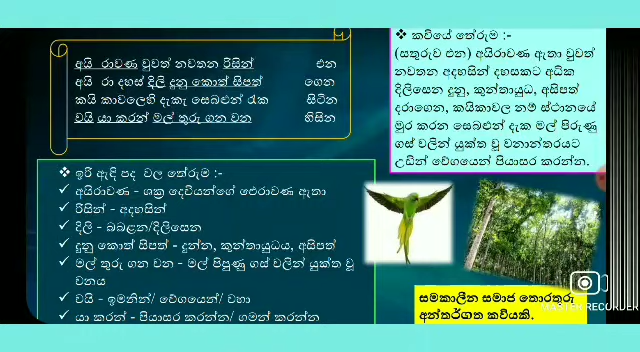 අයි රාවණ වුවත් නවතන රිසින් එන
අයි රා දහස් දිලි දුනු කොත් සිපත් ගෙන
කයි කාවලෙහි දැකැ සෙබළුන් රැක සිටින
වයි යා කරන් මල් තුරු ගන වන හිසින
❖ කවියේ තේරුම :-
(සතුරුව එන) අයිරාවණ ඇතා වුවත්
නවතන අදහසින් දහසකට අධික
දිලිසෙන දුනු, කුන්තායුධ, අසිපත්
දරාගෙන, කයිකාවල නම් ස්ථානයේ
මුර කරන සෙබළුන් දැක මල් පිරුණු
ගස් වලින් යුක්ත වූ වනාන්තරයට
උඩින් වේගයෙන් පියාසර කරන්න.
❖ ඉරි ඇඳි පද වල තේරුම :-
✓ අයිරාවණ - ශක්‍ර දෙවියන්ගේ ඓරාවණ ඇතා
✓ රිසින් - අදහසින්
✓ දිලි - බබළන/දිලිසෙන
✓ දුනු කොත් සිපත් - දුන්න, කුන්තායුධය, අසිපත්
✓ මල් තුරු ගන වන - මල් පිපුණු ගස් වලින් යුක්ත වූ
වනය
✓ වයි - ඉමනින්/ වේගයෙන්/ වහා
✓ යා කරන් - පියාසර කරන්න/ ගමන් කරන්න
සමකාලීන සමාජ තොරතුරු
අන්තර්ගත කවියකි.
RECORDER